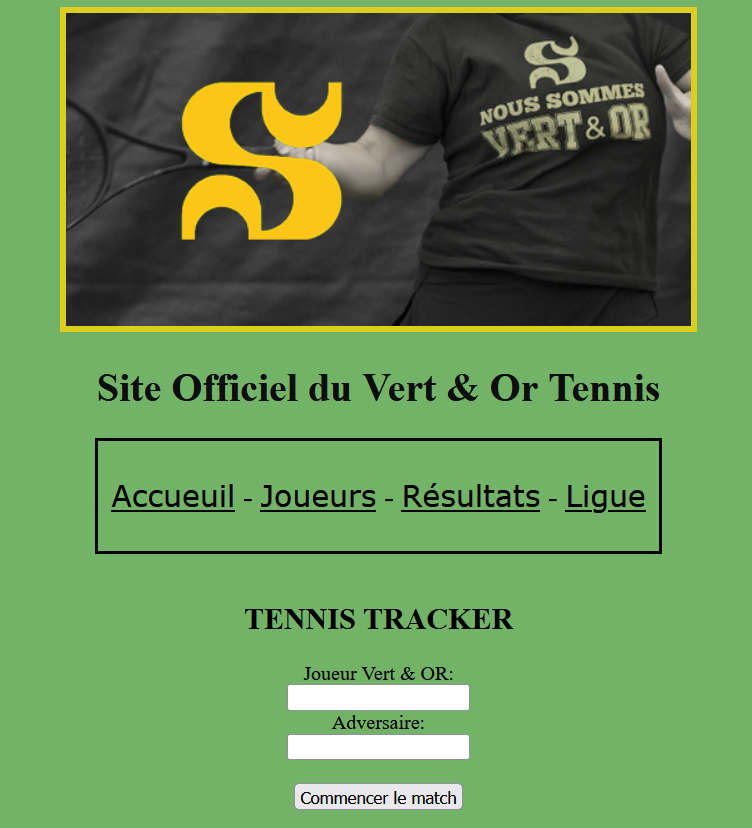 NOUS SOMMES
VERT & OR
Site Officiel du Vert & Or Tennis
Accueuil - Joueurs - Résultats - Ligue
TENNIS TRACKER
Joueur Vert & OR:
Adversaire:
Commencer le match